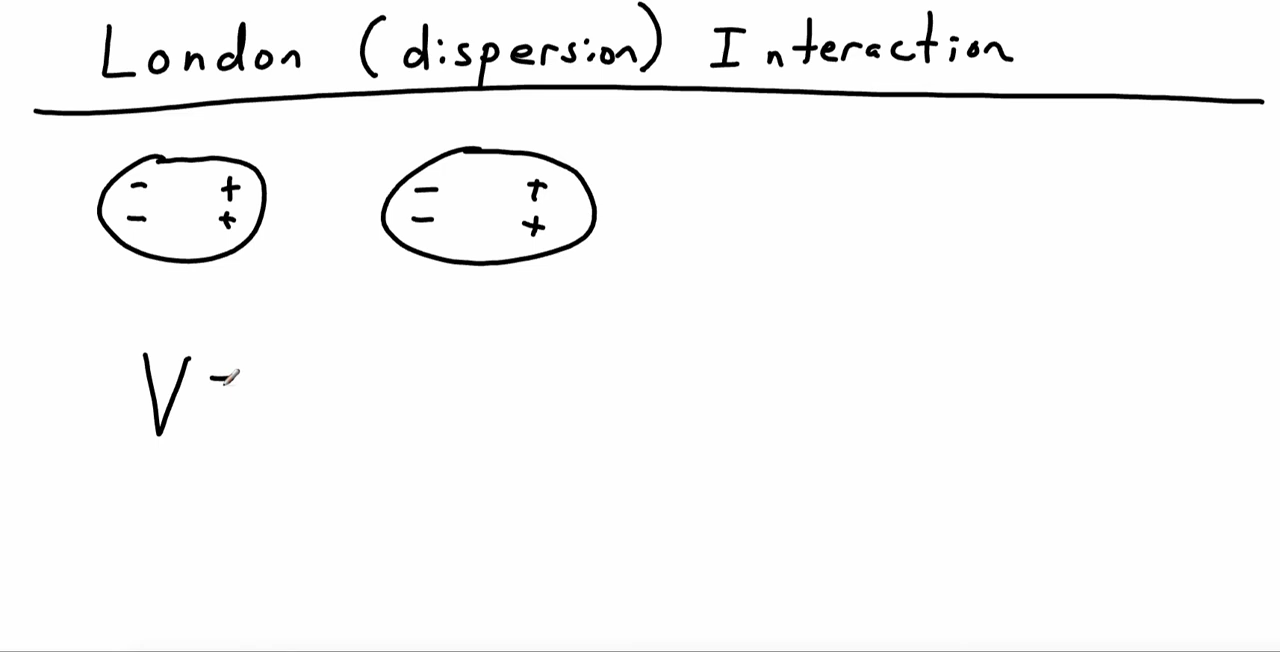 London (dispersion) Interaction
- + - +
- + - +
V -